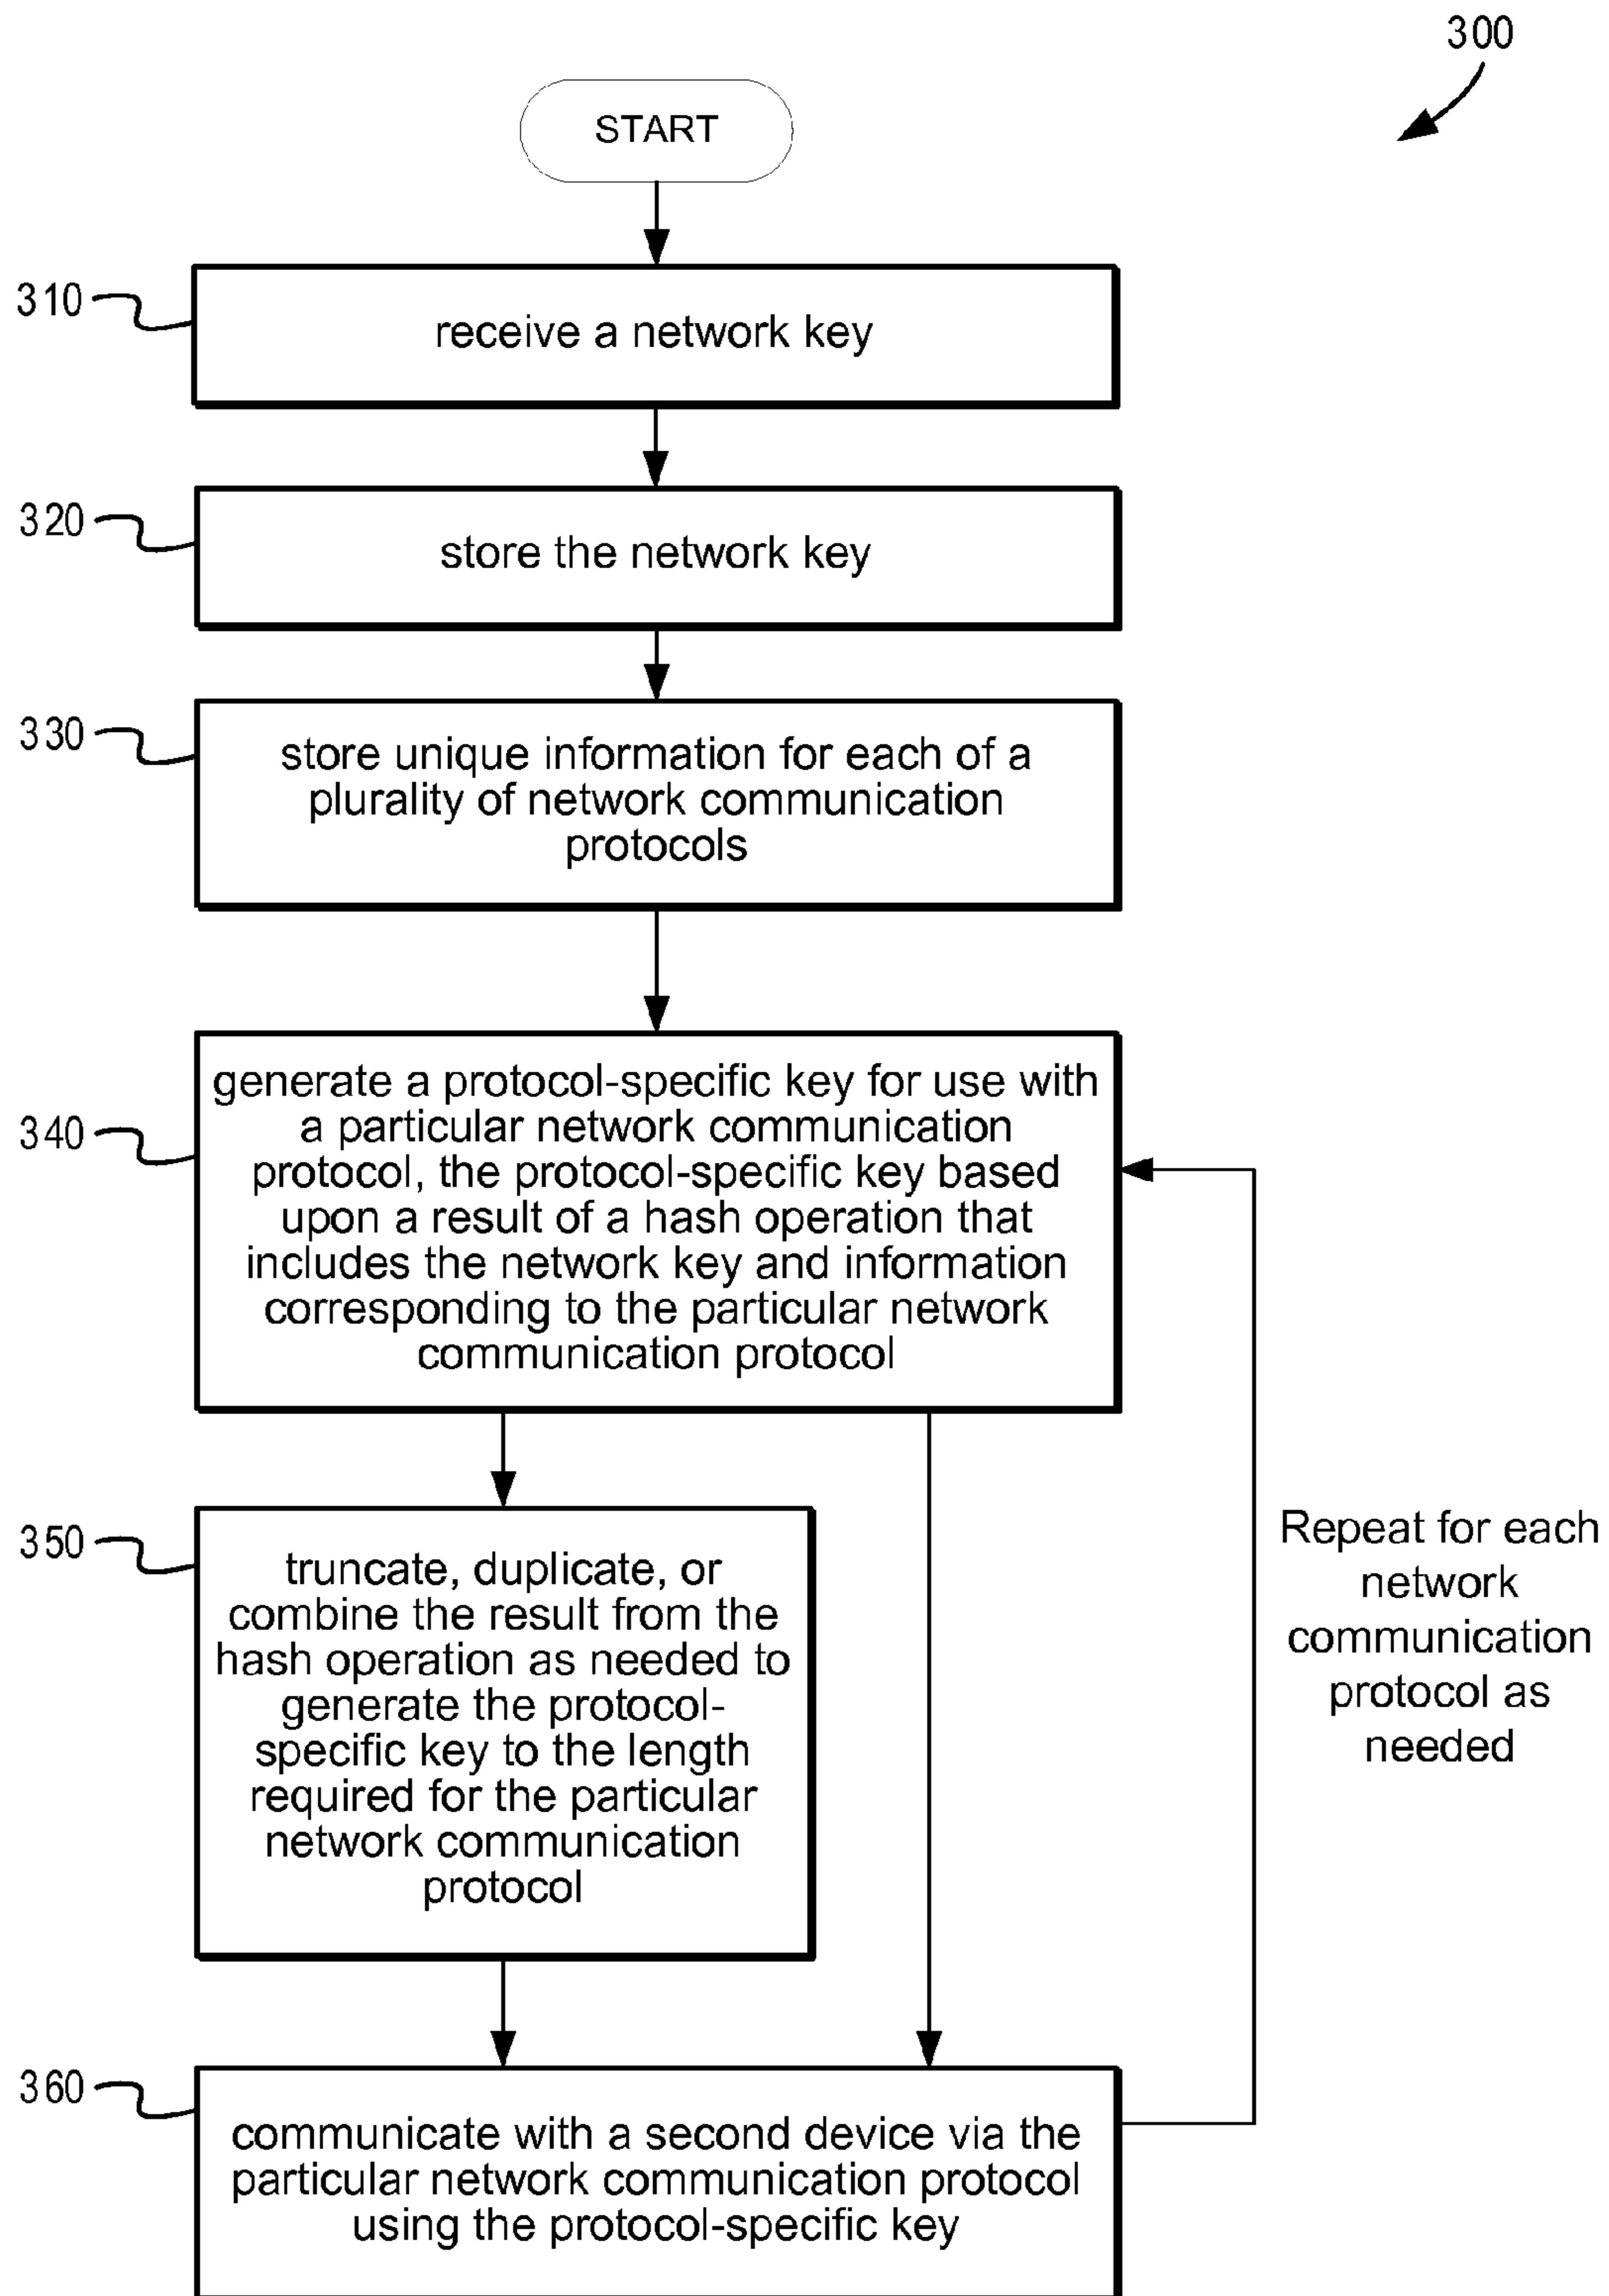 300
START
310
receive a network key
320
store the network key
330
store unique information for each of a
plurality of network communication
protocols
340
generate a protocol-specific key for use with
a particular network communication
protocol, the protocol-specific key based
upon a result of a hash operation that
includes the network key and information
corresponding to the particular network
communication protocol
350
truncate, duplicate, or
combine the result from the
hash operation as needed to
generate the protocol-
specific key to the length
required for the particular
network communication
protocol
Repeat for each
network
communication
protocol as
needed
360
communicate with a second device via the
particular network communication protocol
using the protocol-specific key